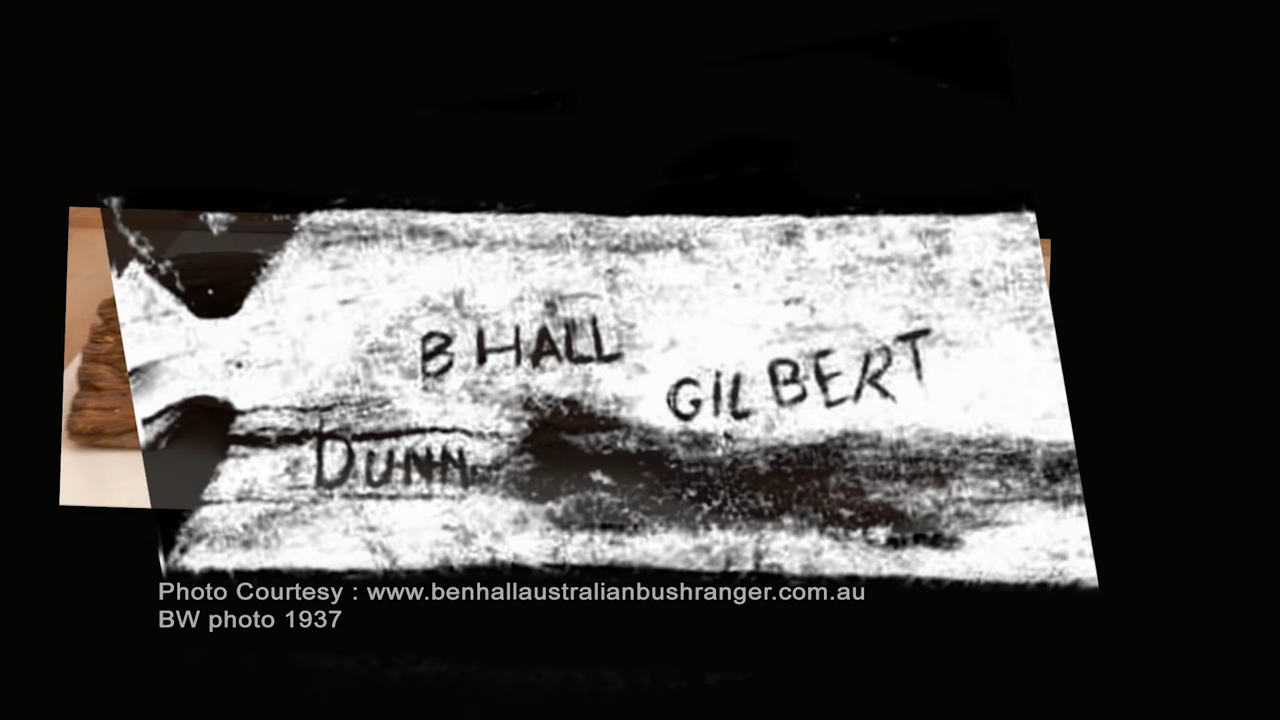 B HALL
GILBERT
DUNN
Photo Courtesy : www.benhallaustralianbushranger.com.au
BW photo 1937